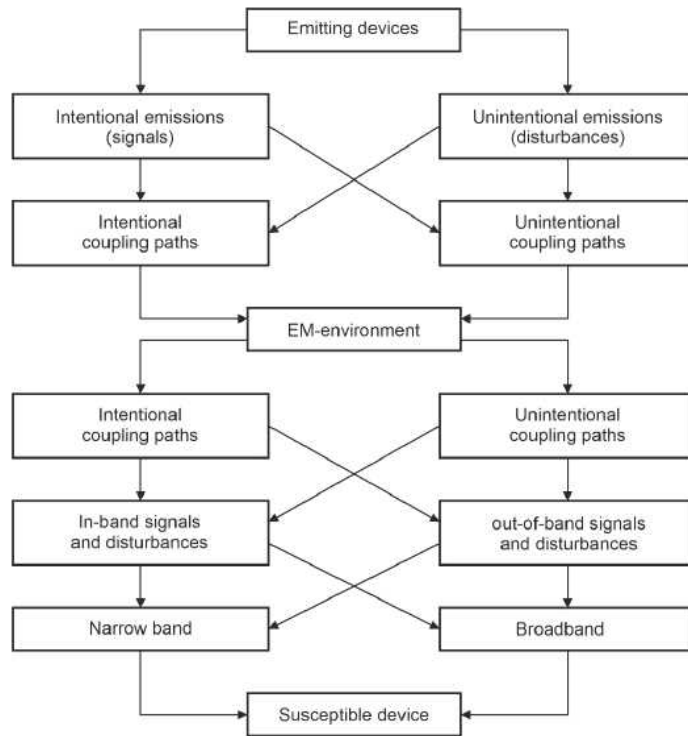 Emitting devices
Intentional emissions
(signals)
Unintentional emissions
(disturbances)
Intentional
coupling paths
Unintentional
coupling paths
EM-environment
Intentional
coupling paths
Unintentional
coupling paths
In-band signals
and disturbances
out-of-band signals
and disturbances
Narrow band
Broadband
Susceptible device